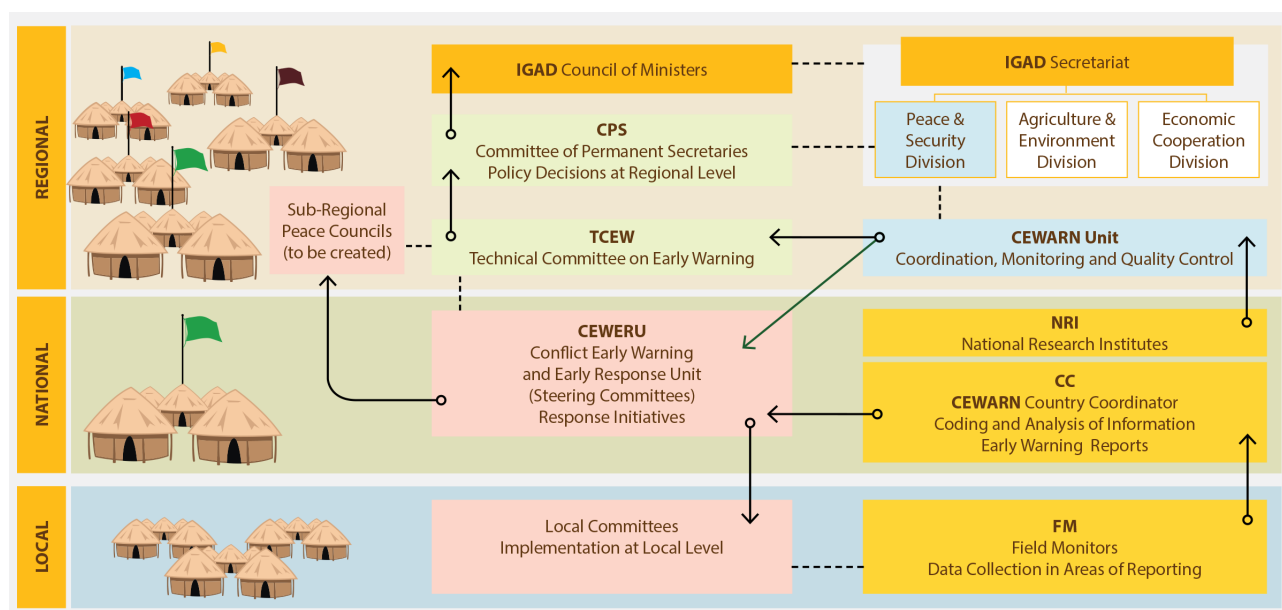 REGIONAL
IGAD Council of Ministers
IGAD Secretariat
CPS
Committee of Permanent Secretaries
Policy Decisions at Regional Level
Peace &
Security
Division
Agriculture &
Environment
Division
Economic
Cooperation
Division
Sub-Regional
Peace Councils
(to be created)
TCEW
Technical Committee on Early Warning
CEWARN Unit
Coordination, Monitoring and Quality Control
NATIONAL
CEWERU
Conflict Early Warning
and Early Response Unit
(Steering Committees)
Response Initiatives
NRI
National Research Institutes
CC
CEWARN Country Coordinator
Coding and Analysis of Information
Early Warning Reports
LOCAL
Local Committees
Implementation at Local Level
FM
Field Monitors
Data Collection in Areas of Reporting